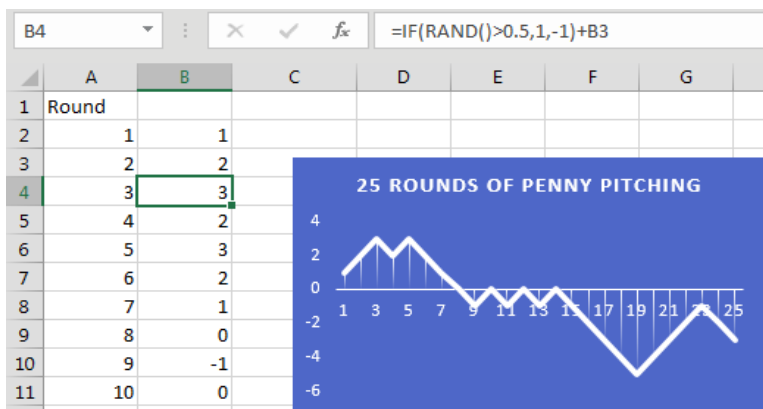 B4 fx =IF(RAND()>0.5,1,-1)+B3
A B C D E F G
1 Round
2 1 1
3 2 2
4 3 3
5 4 2
6 5 3
7 6 2
8 7 1
9 8 0
10 9 -1
11 10 0
25 ROUNDS OF PENNY PITCHING
4
2
0
1 3 5 7 9 11 13 15 17 19 21 23 25
-2
-4
-6